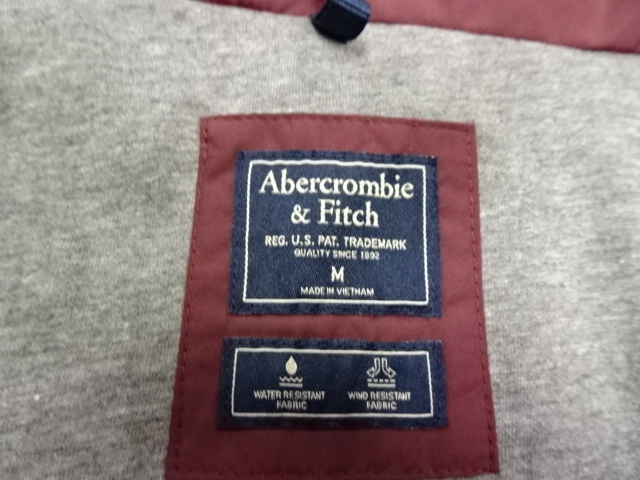 Abercrombie
& Fitch
REG. U.S. PAT. TRADEMARK
QUALITY SINCE 1892
M
MADE IN VIETNAM
WATER RESISTANT
FABRIC
WIND RESISTANT
FABRIC